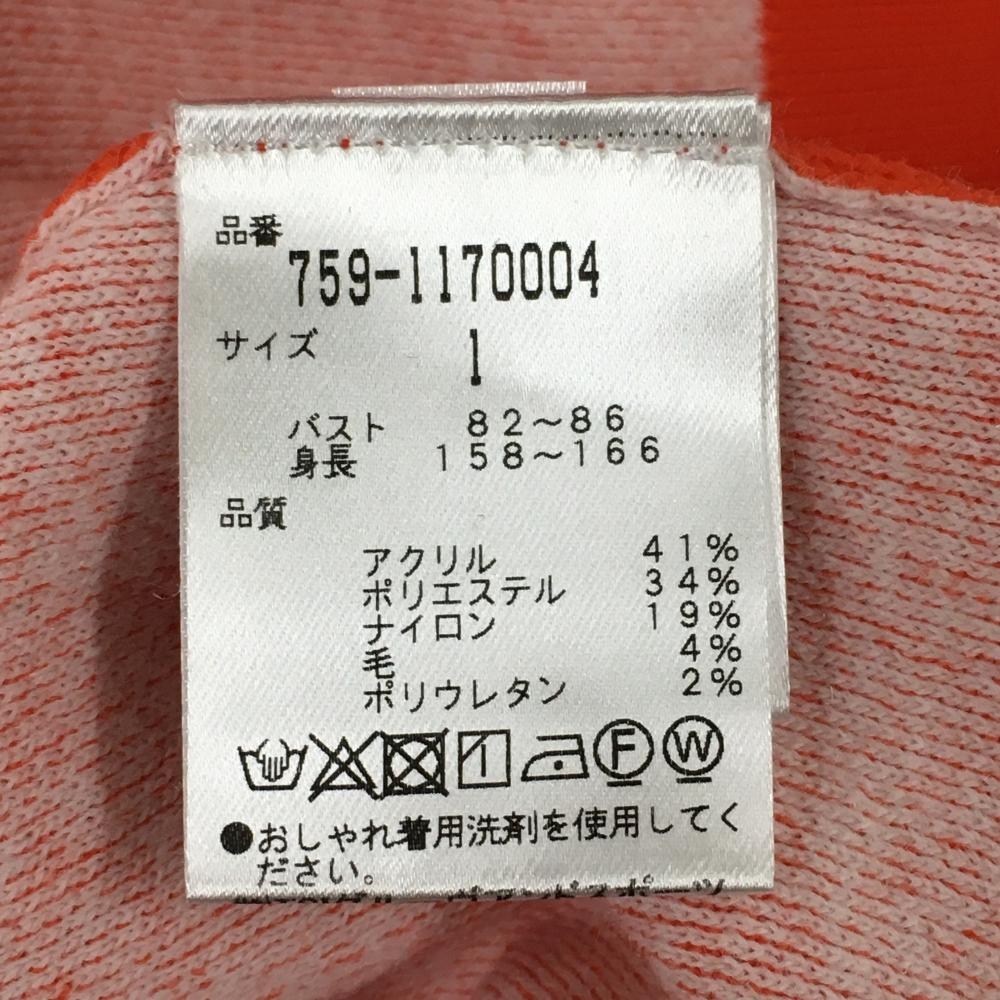 品番
759-1170004
サイズ 1
バスト 82～86
身長 158～166
品質
アクリル 41%
ポリエステル 34%
ナイロン 19%
毛 4%
ポリウレタン 2%
F W
●おしゃれ着用洗剤を使用してく
ださい。